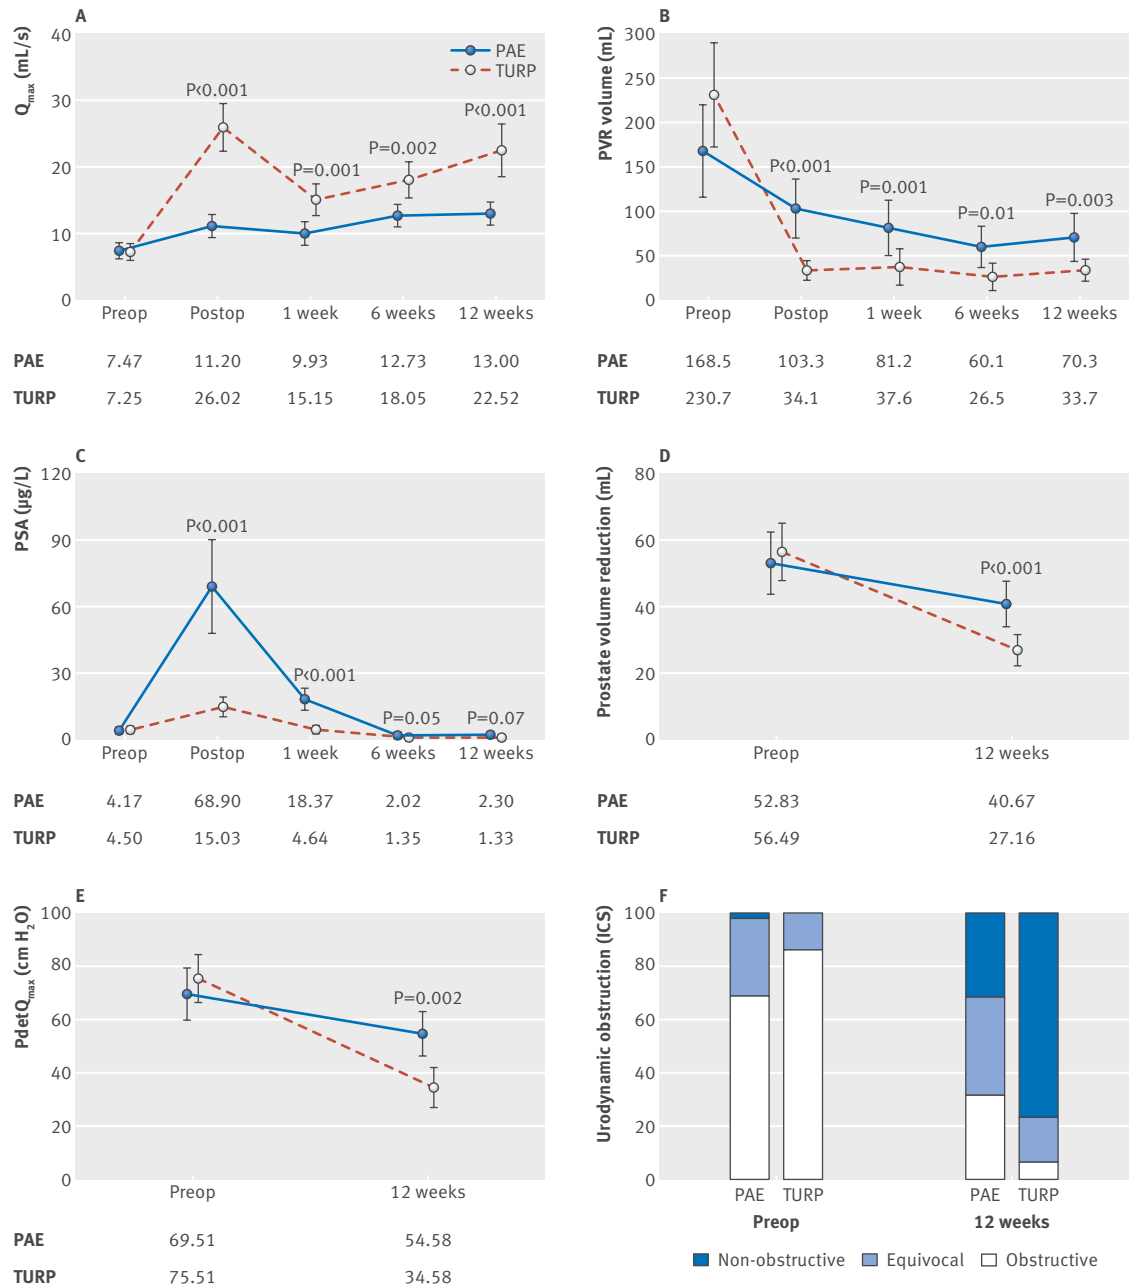 A
Q max (mL/s)
40
30
20
10
0
PAE
TURP
P<0.001
P=0.001
P=0.002
P<0.001
Preop Postop 1 week 6 weeks 12 weeks
PAE 7.47 11.20 9.93 12.73 13.00
TURP 7.25 26.02 15.15 18.05 22.52
B
PVR volume (mL)
300
250
200
150
100
50
0
P<0.001
P=0.001
P=0.01
P=0.003
Preop Postop 1 week 6 weeks 12 weeks
PAE 168.5 103.3 81.2 60.1 70.3
TURP 230.7 34.1 37.6 26.5 33.7
C
PSA (µg/L)
120
90
60
30
0
P<0.001
P<0.001
P=0.05
P=0.07
Preop Postop 1 week 6 weeks 12 weeks
PAE 4.17 68.90 18.37 2.02 2.30
TURP 4.50 15.03 4.64 1.35 1.33
D
Prostate volume reduction (mL)
80
60
40
20
0
P<0.001
Preop 12 weeks
PAE 52.83 40.67
TURP 56.49 27.16
E
PdetQmax (cm H2O)
100
80
60
40
20
0
P=0.002
Preop 12 weeks
PAE 69.51 54.58
TURP 75.51 34.58
F
Urodynamic obstruction (ICS)
100
80
60
40
20
0
PAE TURP PAE TURP
Preop 12 weeks
Non-obstructive Equivocal Obstructive